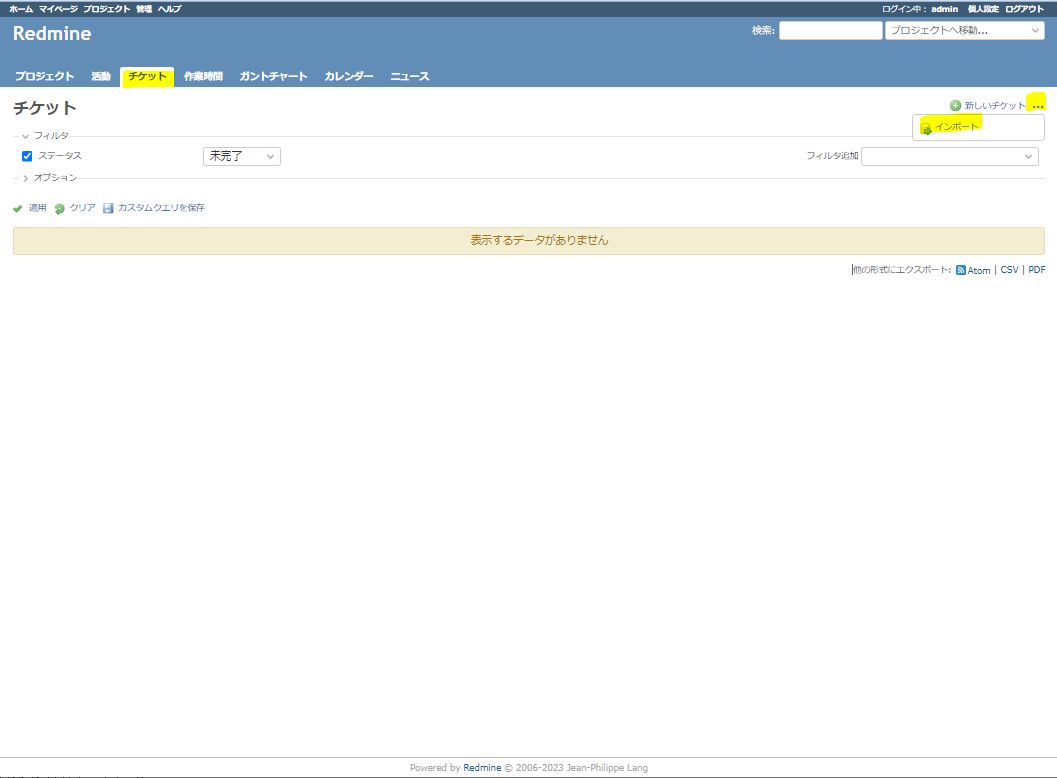 ホーム マイページ プロジェクト 管理 ヘルプ ログイン中： admin 個人設定 ログアウト
Redmine 検索: プロジェクトへ移動...
プロジェクト 活動 チケット 作業時間 ガントチャート カレンダー ニュース
チケット 新しいチケット ...
インポート
フィルタ
ステータス 未完了 フィルタ追加
オプション
適用 クリア カスタムクエリを保存
表示するデータがありません
他の形式にエクスポート: Atom | CSV | PDF
Powered by Redmine © 2006-2023 Jean-Philippe Lang